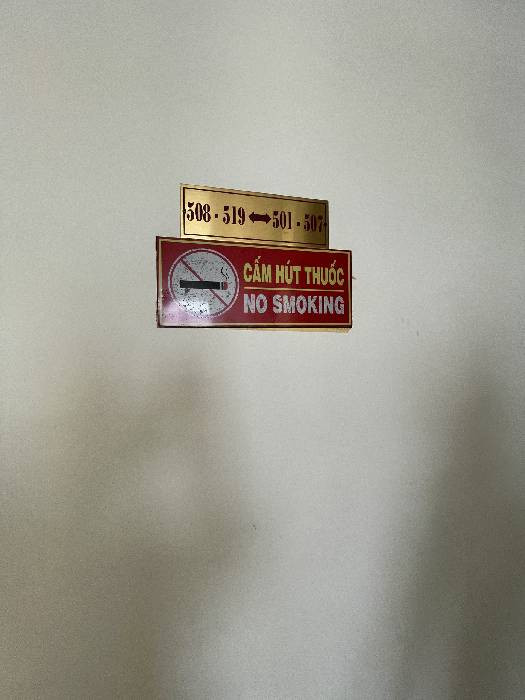 508 - 519 ⟷ 501 - 507
CẤM HÚT THUỐC
NO SMOKING